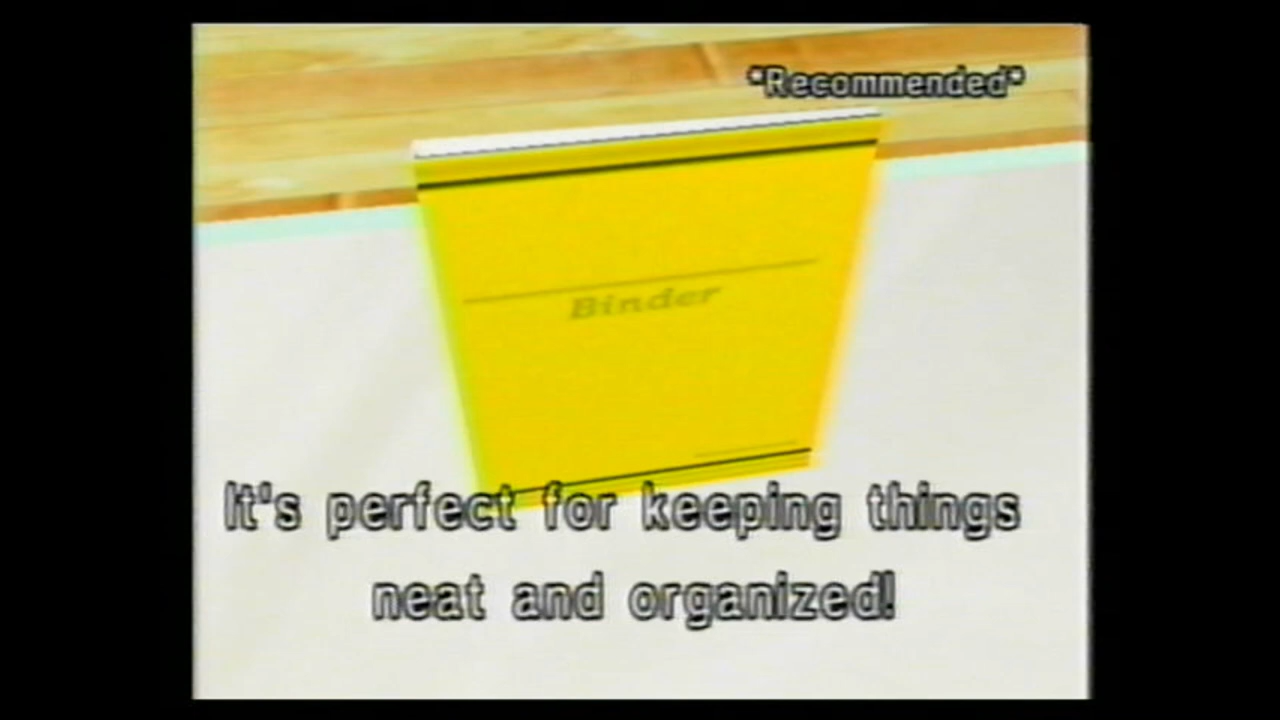 *Recommended*
Binder
It's perfect for keeping things
neat and organized!